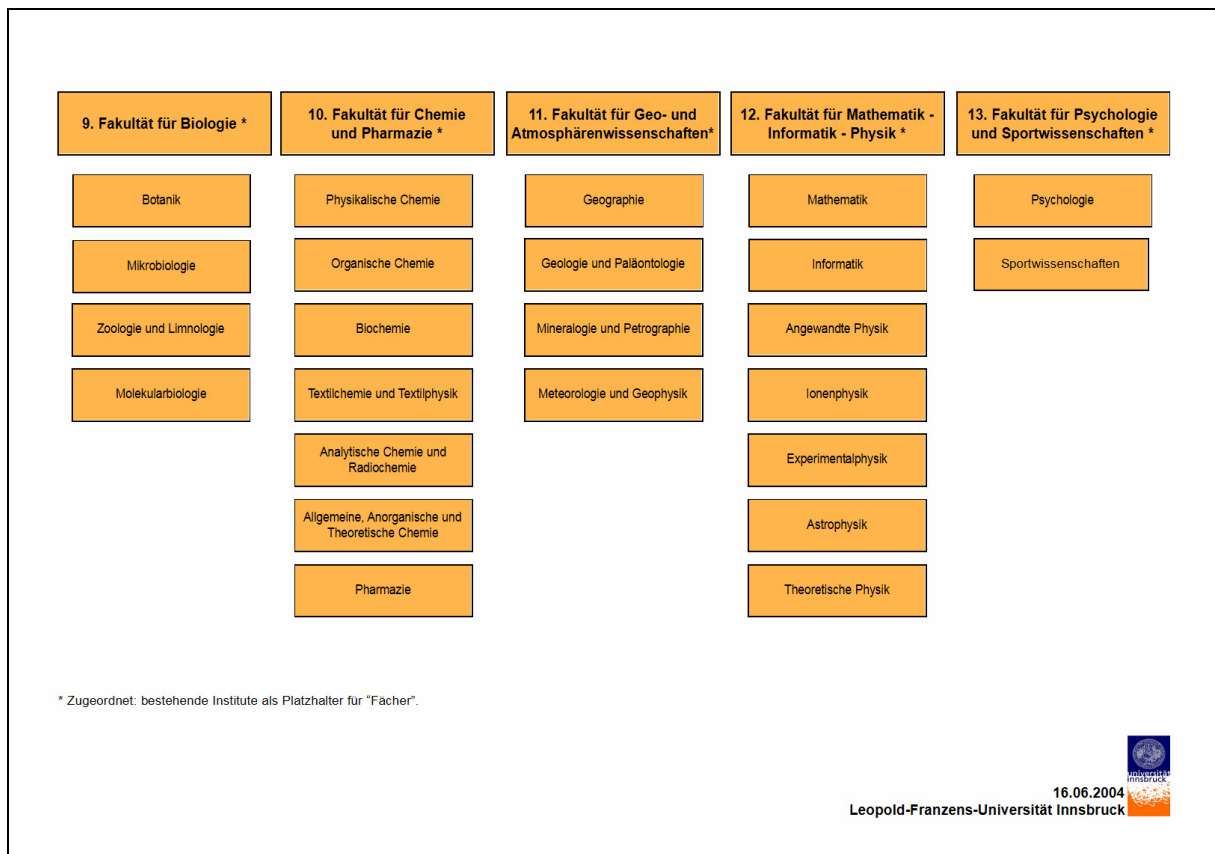 9. Fakultät für Biologie *
Botanik
Mikrobiologie
Zoologie und Limnologie
Molekularbiologie
10. Fakultät für Chemie
und Pharmazie *
Physikalische Chemie
Organische Chemie
Biochemie
Textilchemie und Textilphysik
Analytische Chemie und
Radiochemie
Allgemeine, Anorganische und
Theoretische Chemie
Pharmazie
11. Fakultät für Geo- und
Atmosphärenwissenschaften*
Geographie
Geologie und Paläontologie
Mineralogie und Petrographie
Meteorologie und Geophysik
12. Fakultät für Mathematik -
Informatik - Physik *
Mathematik
Informatik
Angewandte Physik
Ionenphysik
Experimentalphysik
Astrophysik
Theoretische Physik
13. Fakultät für Psychologie
und Sportwissenschaften *
Psychologie
Sportwissenschaften
* Zugeordnet: bestehende Institute als Platzhalter für "Fächer".
universität
innsbruck
16.06.2004
Leopold-Franzens-Universität Innsbruck